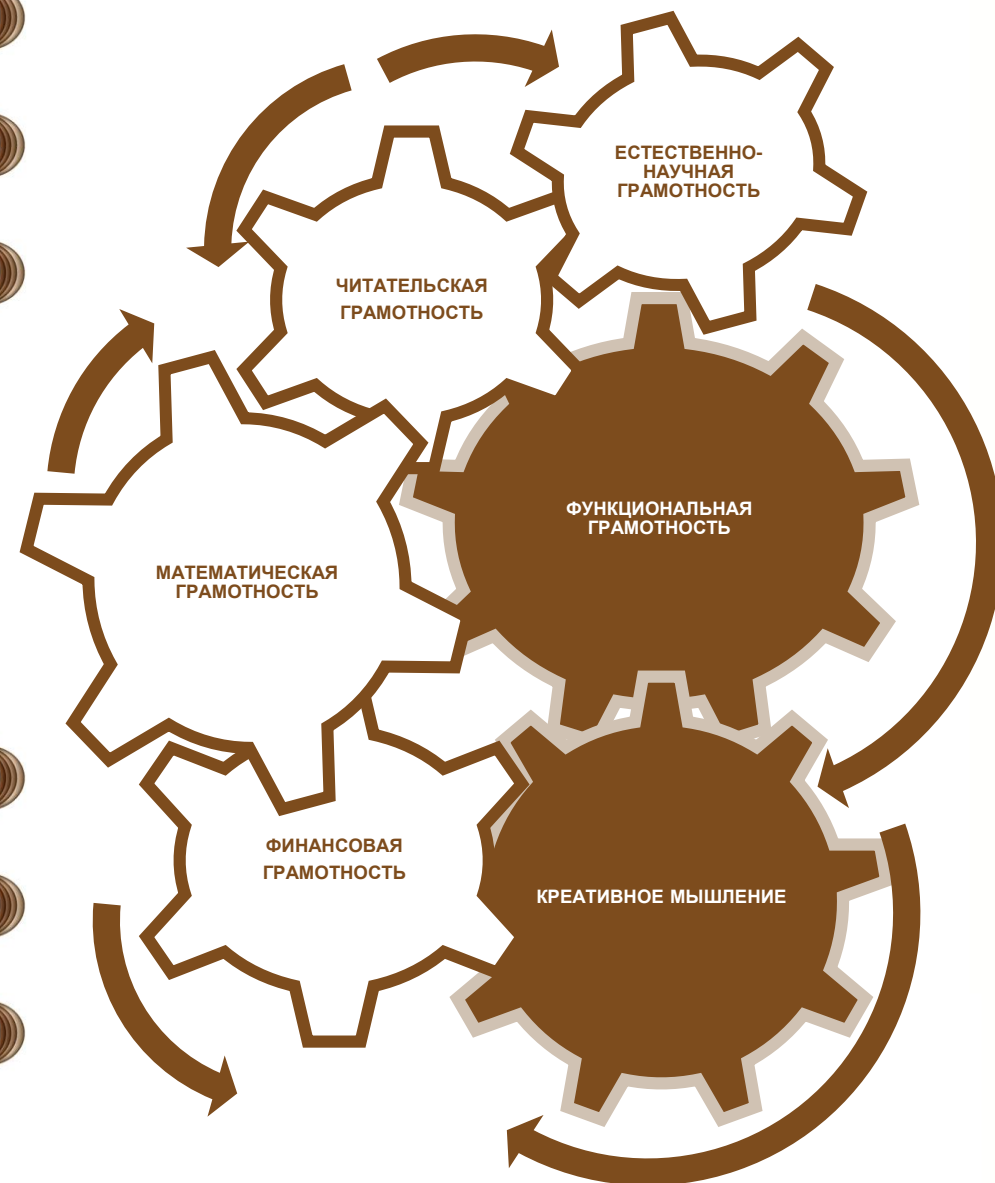 ЕСТЕСТВЕННО-
НАУЧНАЯ
ГРАМОТНОСТЬ
ЧИТАТЕЛЬСКАЯ
ГРАМОТНОСТЬ
ФУНКЦИОНАЛЬНАЯ
ГРАМОТНОСТЬ
МАТЕМАТИЧЕСКАЯ
ГРАМОТНОСТЬ
ФИНАНСОВАЯ
ГРАМОТНОСТЬ
КРЕАТИВНОЕ МЫШЛЕНИЕ